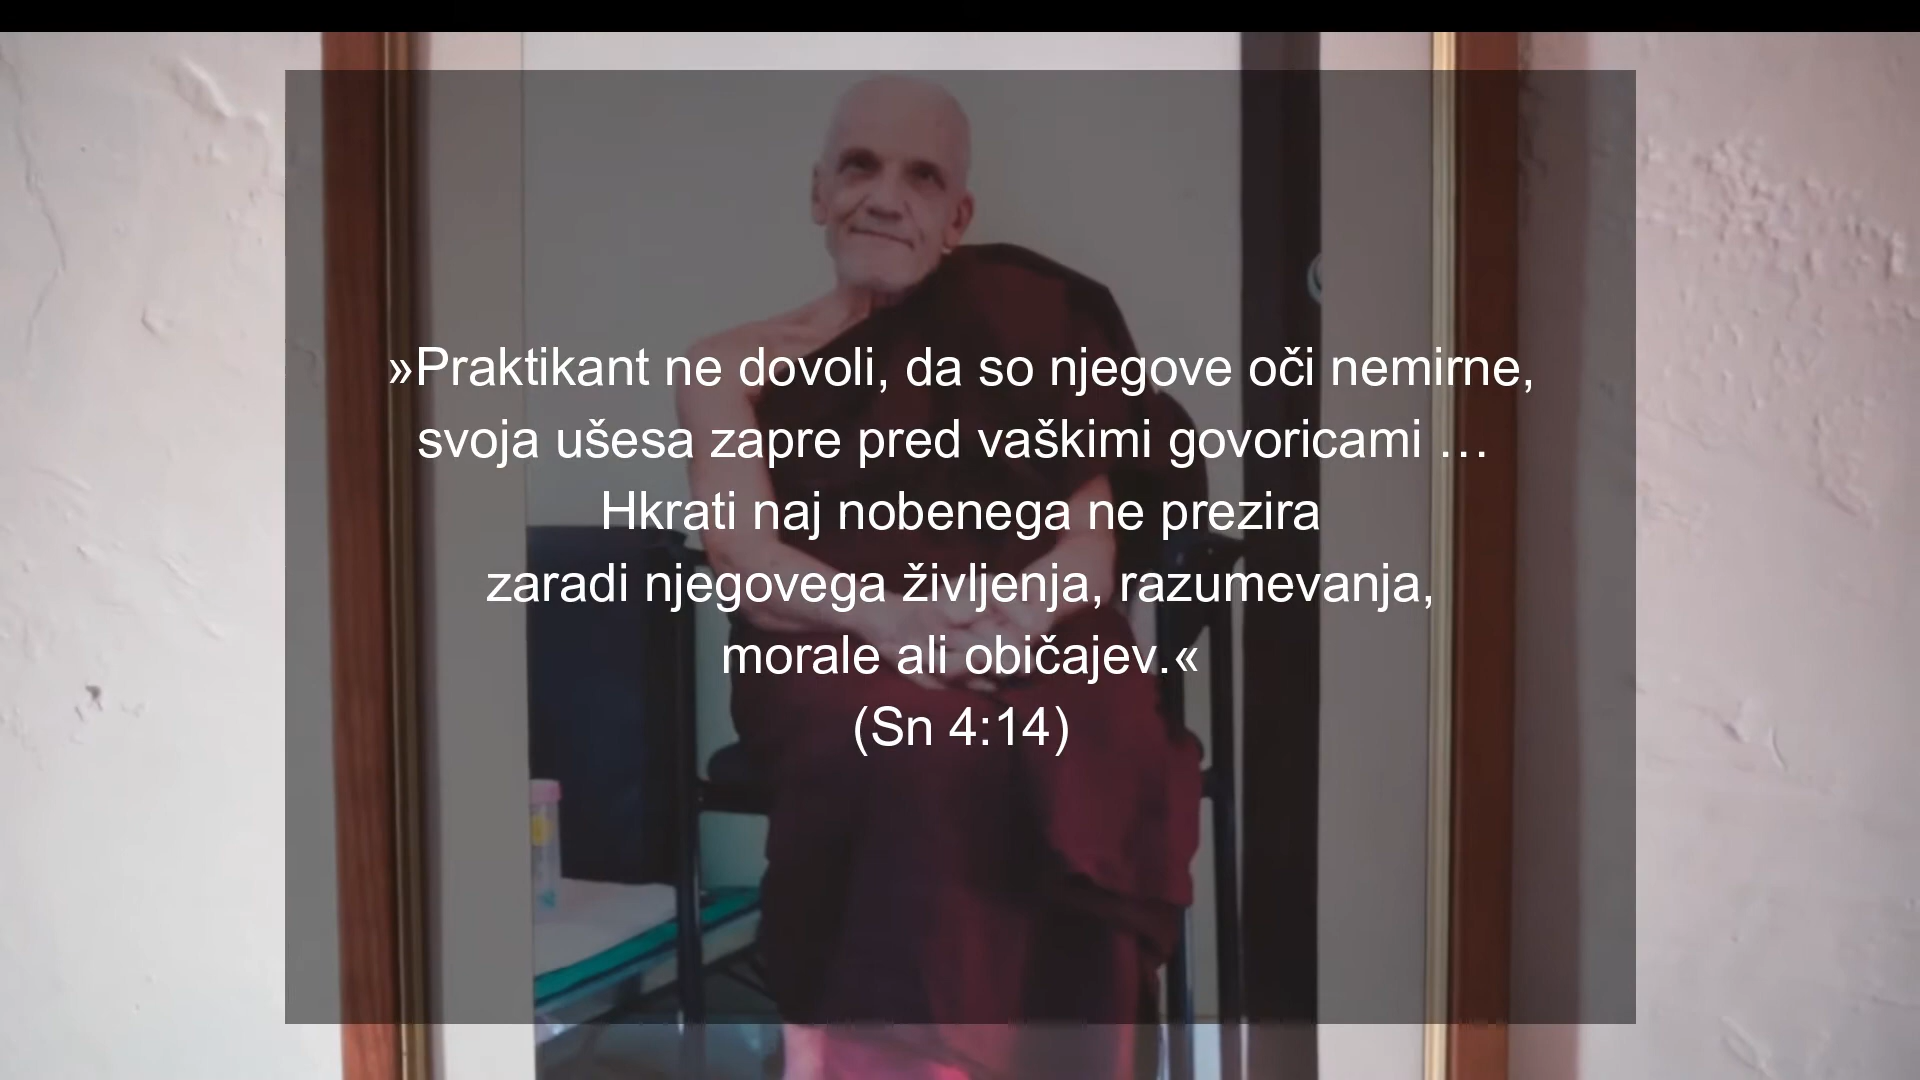 »Praktikant ne dovoli, da so njegove oči nemirne,
svoja ušesa zapre pred vaškimi govoricami …
Hkrati naj nobenega ne prezira
zaradi njegovega življenja, razumevanja,
morale ali običajev.«
(Sn 4:14)